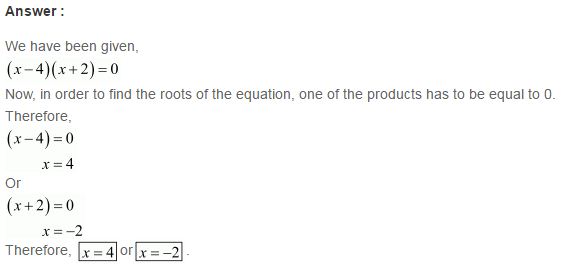 Answer :
We have been given,
(x−4)(x+2)=0
Now, in order to find the roots of the equation, one of the products has to be equal to 0.
Therefore,
(x−4)=0
x=4
Or
(x+2)=0
x=−2
Therefore, x=4 or x=−2 .